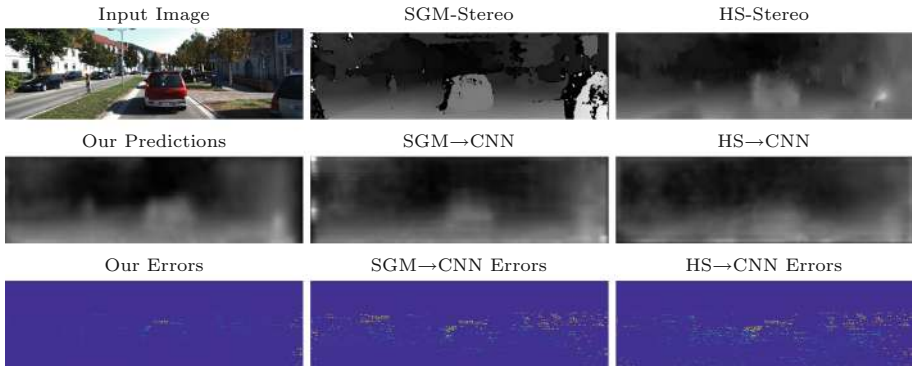 Input Image
SGM-Stereo
HS-Stereo
Our Predictions
SGM→CNN
HS→CNN
Our Errors
SGM→CNN Errors
HS→CNN Errors